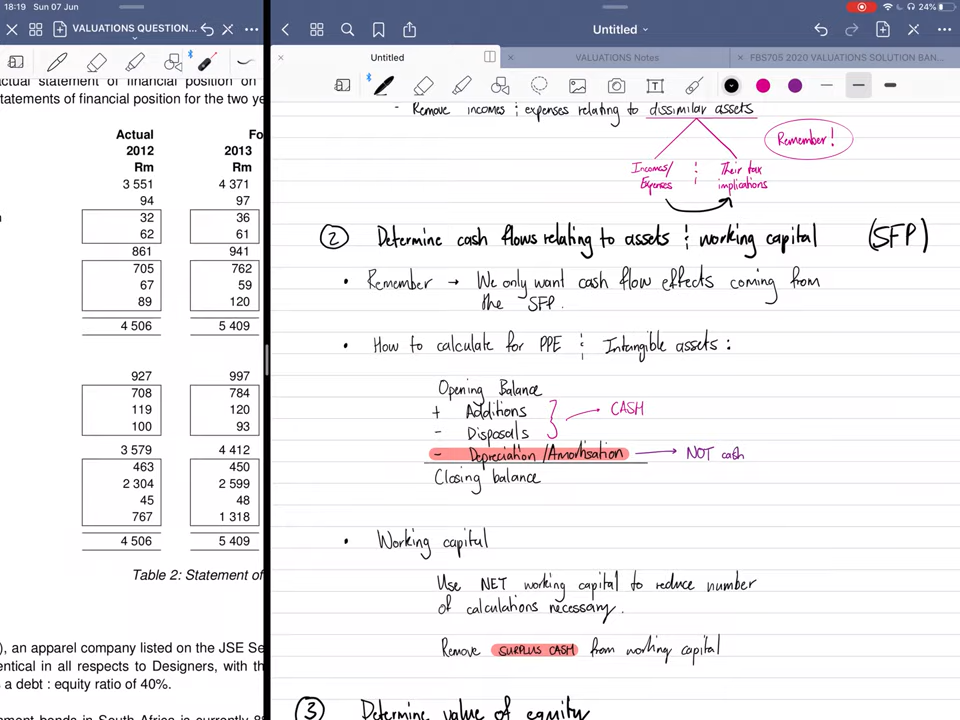 18:19 Sun 07 Jun
24%
VALUATIONS QUESTION...
Untitled
Untitled
VALUATIONS Notes
FBS705 2020 VALUATIONS SOLUTION BAN...
actual statement of financial position on
tatements of financial position for the two ye
Actual Fo
2012 2013
Rm Rm
3 551 4 371
94 97
32 36
62 61
861 941
705 762
67 59
89 120
4 506 5 409
927 997
708 784
119 120
100 93
3 579 4 412
463 450
2 304 2 599
45 48
767 1 318
4 506 5 409
Table 2: Statement of
), an apparel company listed on the JSE Se
entical in all respects to Designers, with th
s a debt : equity ratio of 40%.
- Remove incomes & expenses relating to dissimilar assets
Remember!
Incomes/ & Their tax
Expenses implications
② Determine cash flows relating to assets & working capital (SFP)
• Remember → We only want cash flow effects coming from
the SFP.
• How to calculate for PPE & Intangible assets:
Opening Balance
+ Additions
- Disposals
→ CASH
- Depreciation/Amortisation → NOT cash
Closing balance
• Working capital
Use NET working capital to reduce number
of calculations necessary.
Remove SURPLUS CASH from working capital
③ Determine value of equity